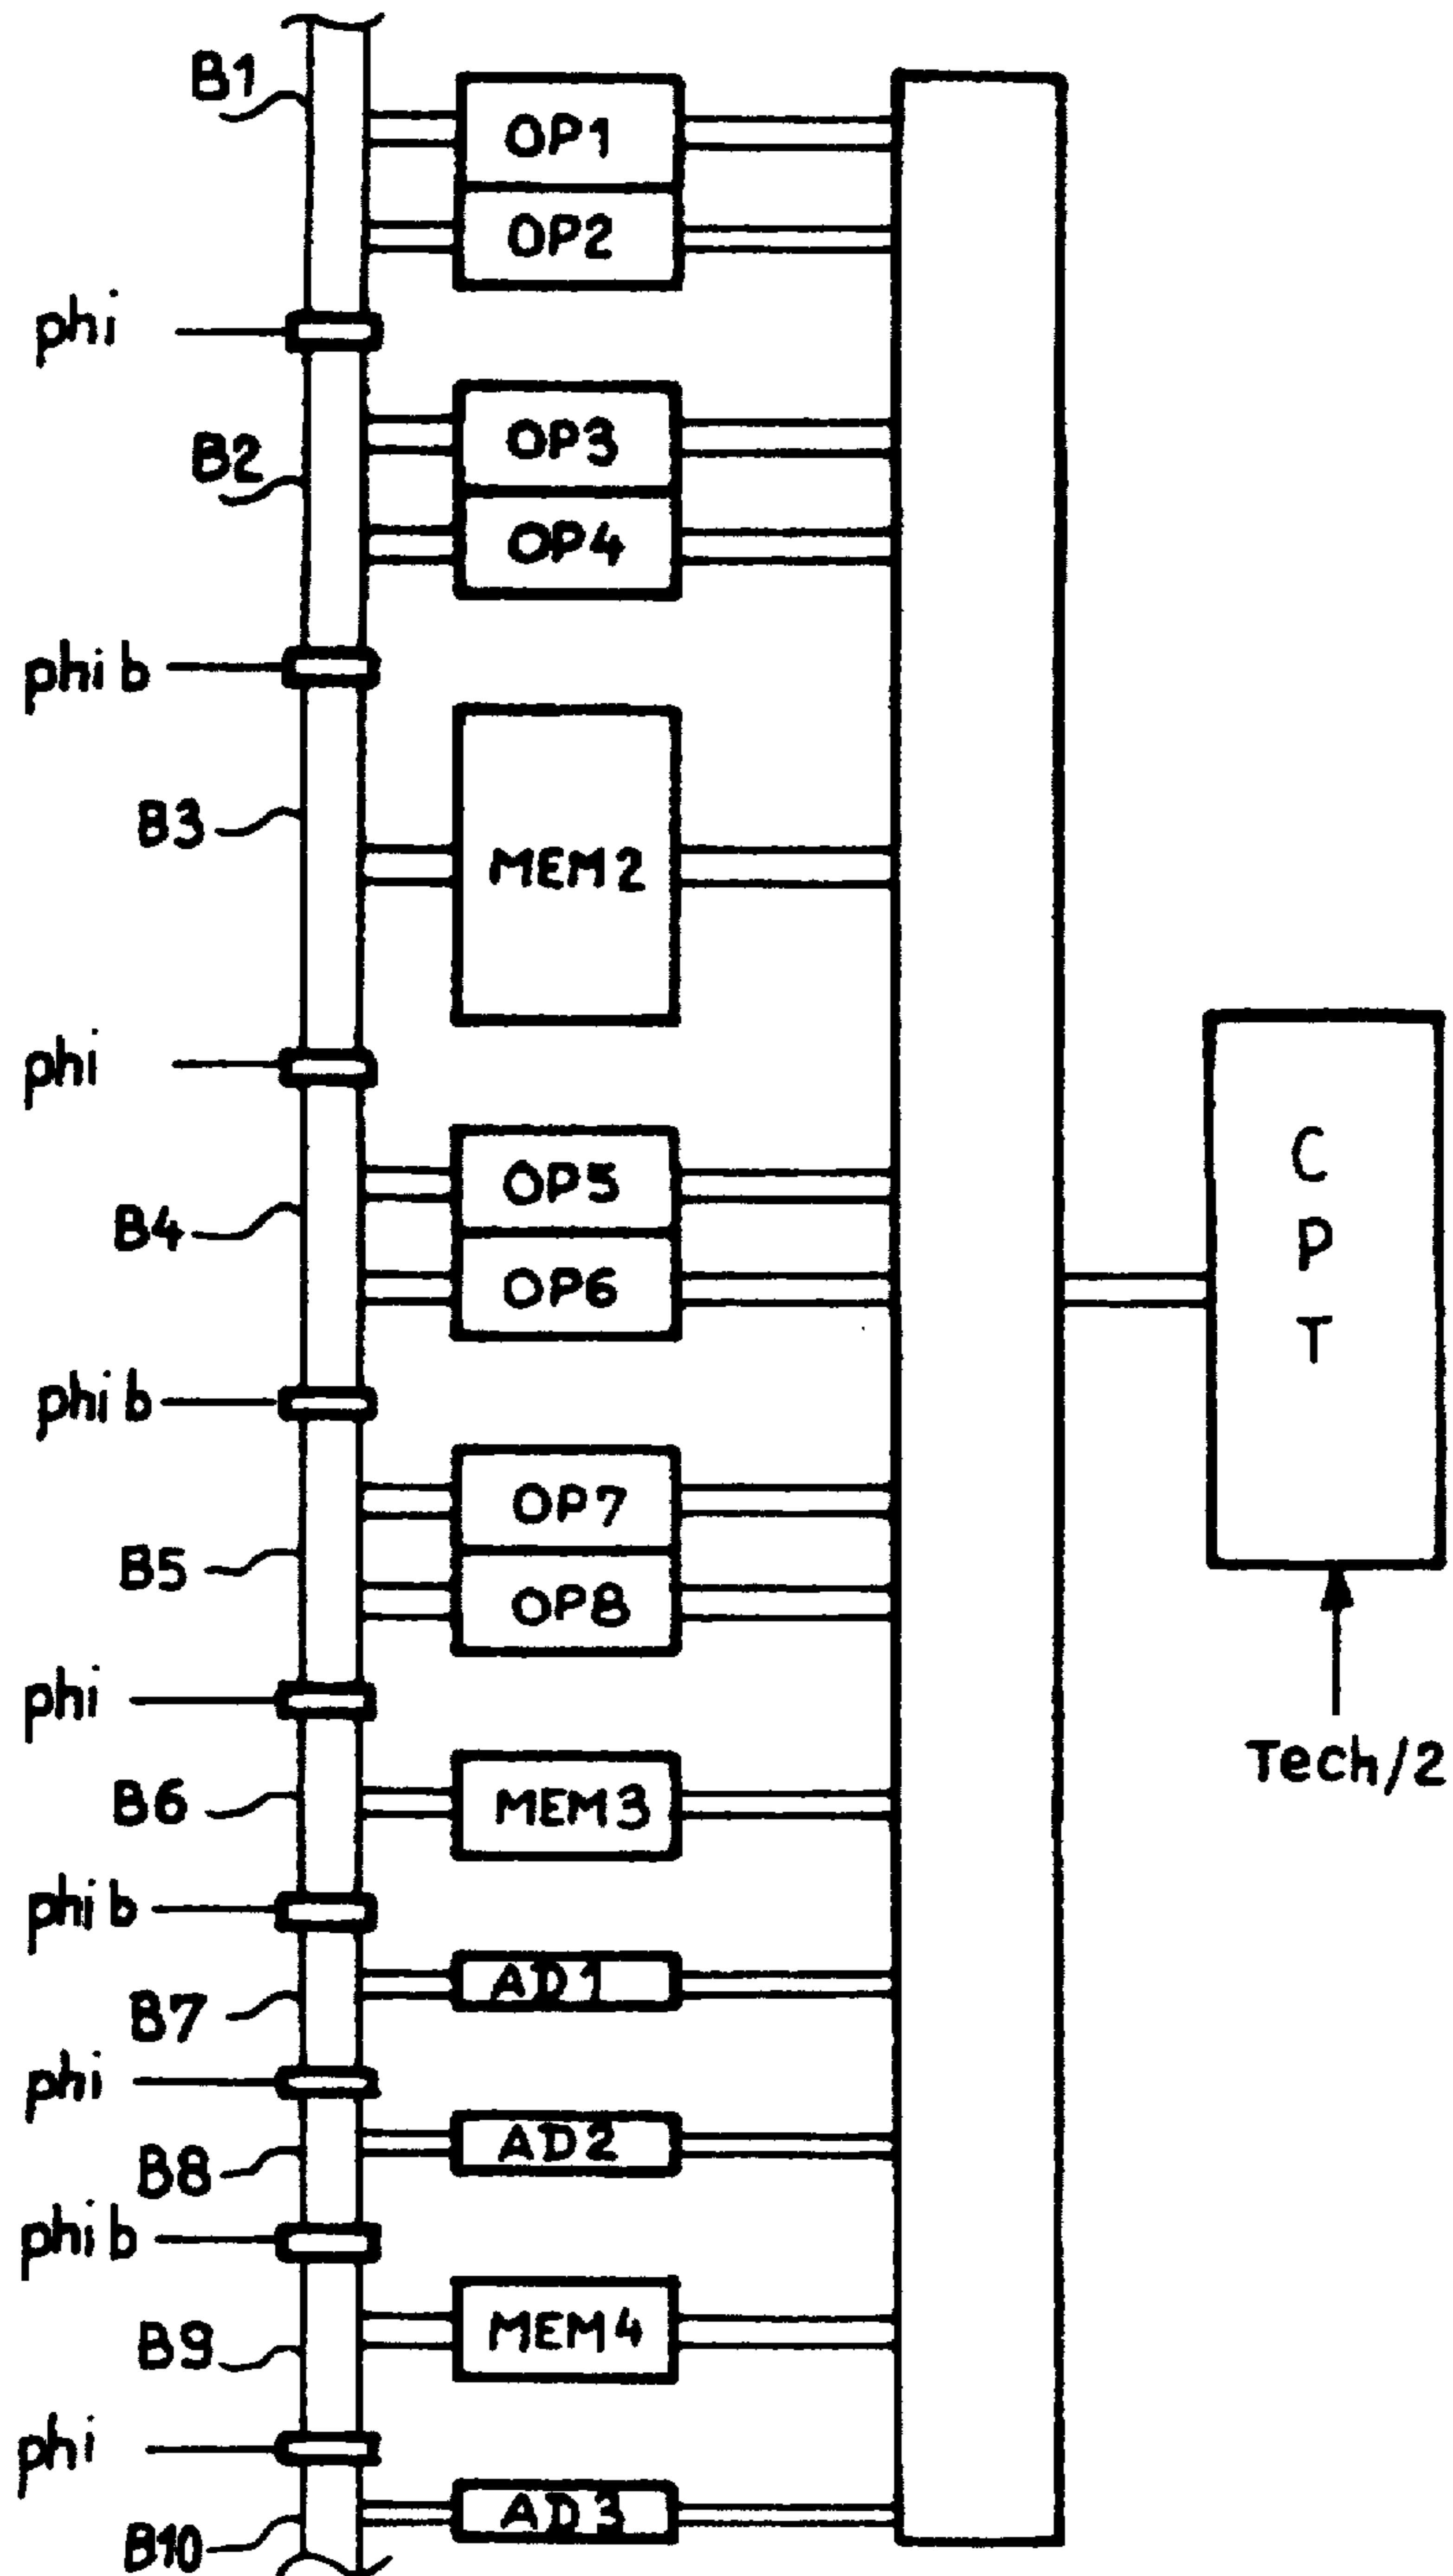 B1
OP1
OP2
phi
B2
OP3
OP4
phi b
B3
MEM2
phi
B4
OP5
OP6
C
P
T
phi b
B5
OP7
OP8
phi
B6
MEM3
Tech/2
phi b
B7
AD1
phi
B8
AD2
phi b
B9
MEM4
phi
B10
AD3